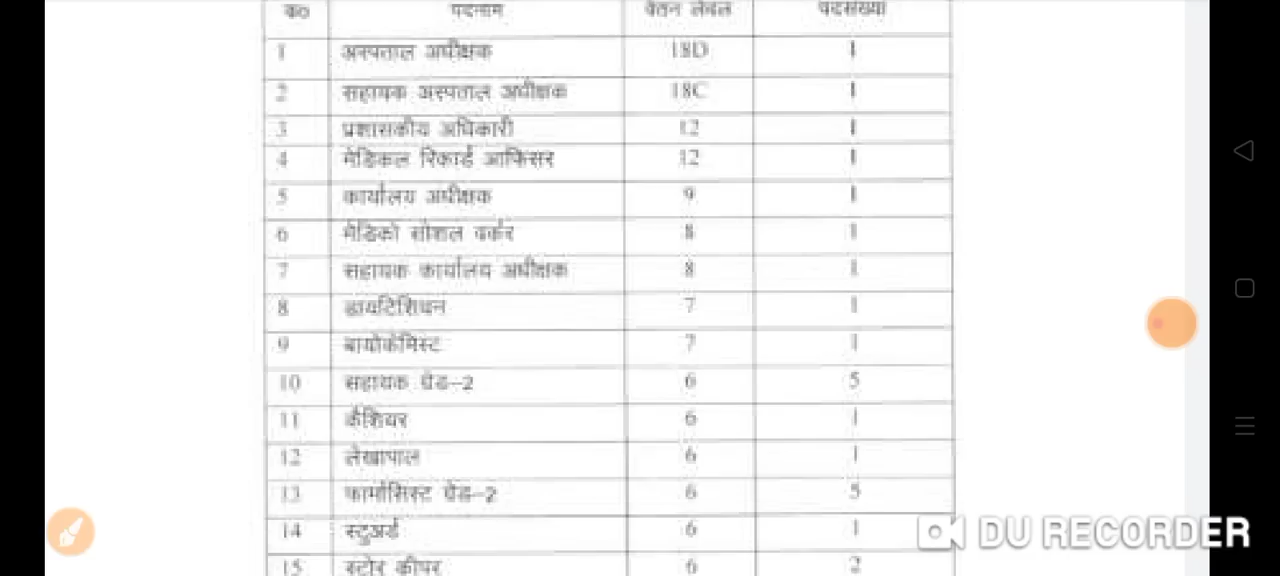 क० पदनाम वेतन लेवल पदसंख्या
1 अस्पताल अधीक्षक 18D 1
2 सहायक अस्पताल अधीक्षक 18C 1
3 प्रशासकीय अधिकारी 12 1
4 मेडिकल रिकार्ड आफिसर 12 1
5 कार्यालय अधीक्षक 9 1
6 मेडिको सोशल वर्कर 8 1
7 सहायक कार्यालय अधीक्षक 8 1
8 डायटिशियन 7 1
9 बायोकेमिस्ट 7 1
10 सहायक ग्रेड-2 6 5
11 कैशियर 6 1
12 लेखापाल 6 1
13 फार्मासिस्ट ग्रेड-2 6 5
14 स्टुअर्ड 6 1
DU RECORDER
15 स्टोर कीपर 6 2